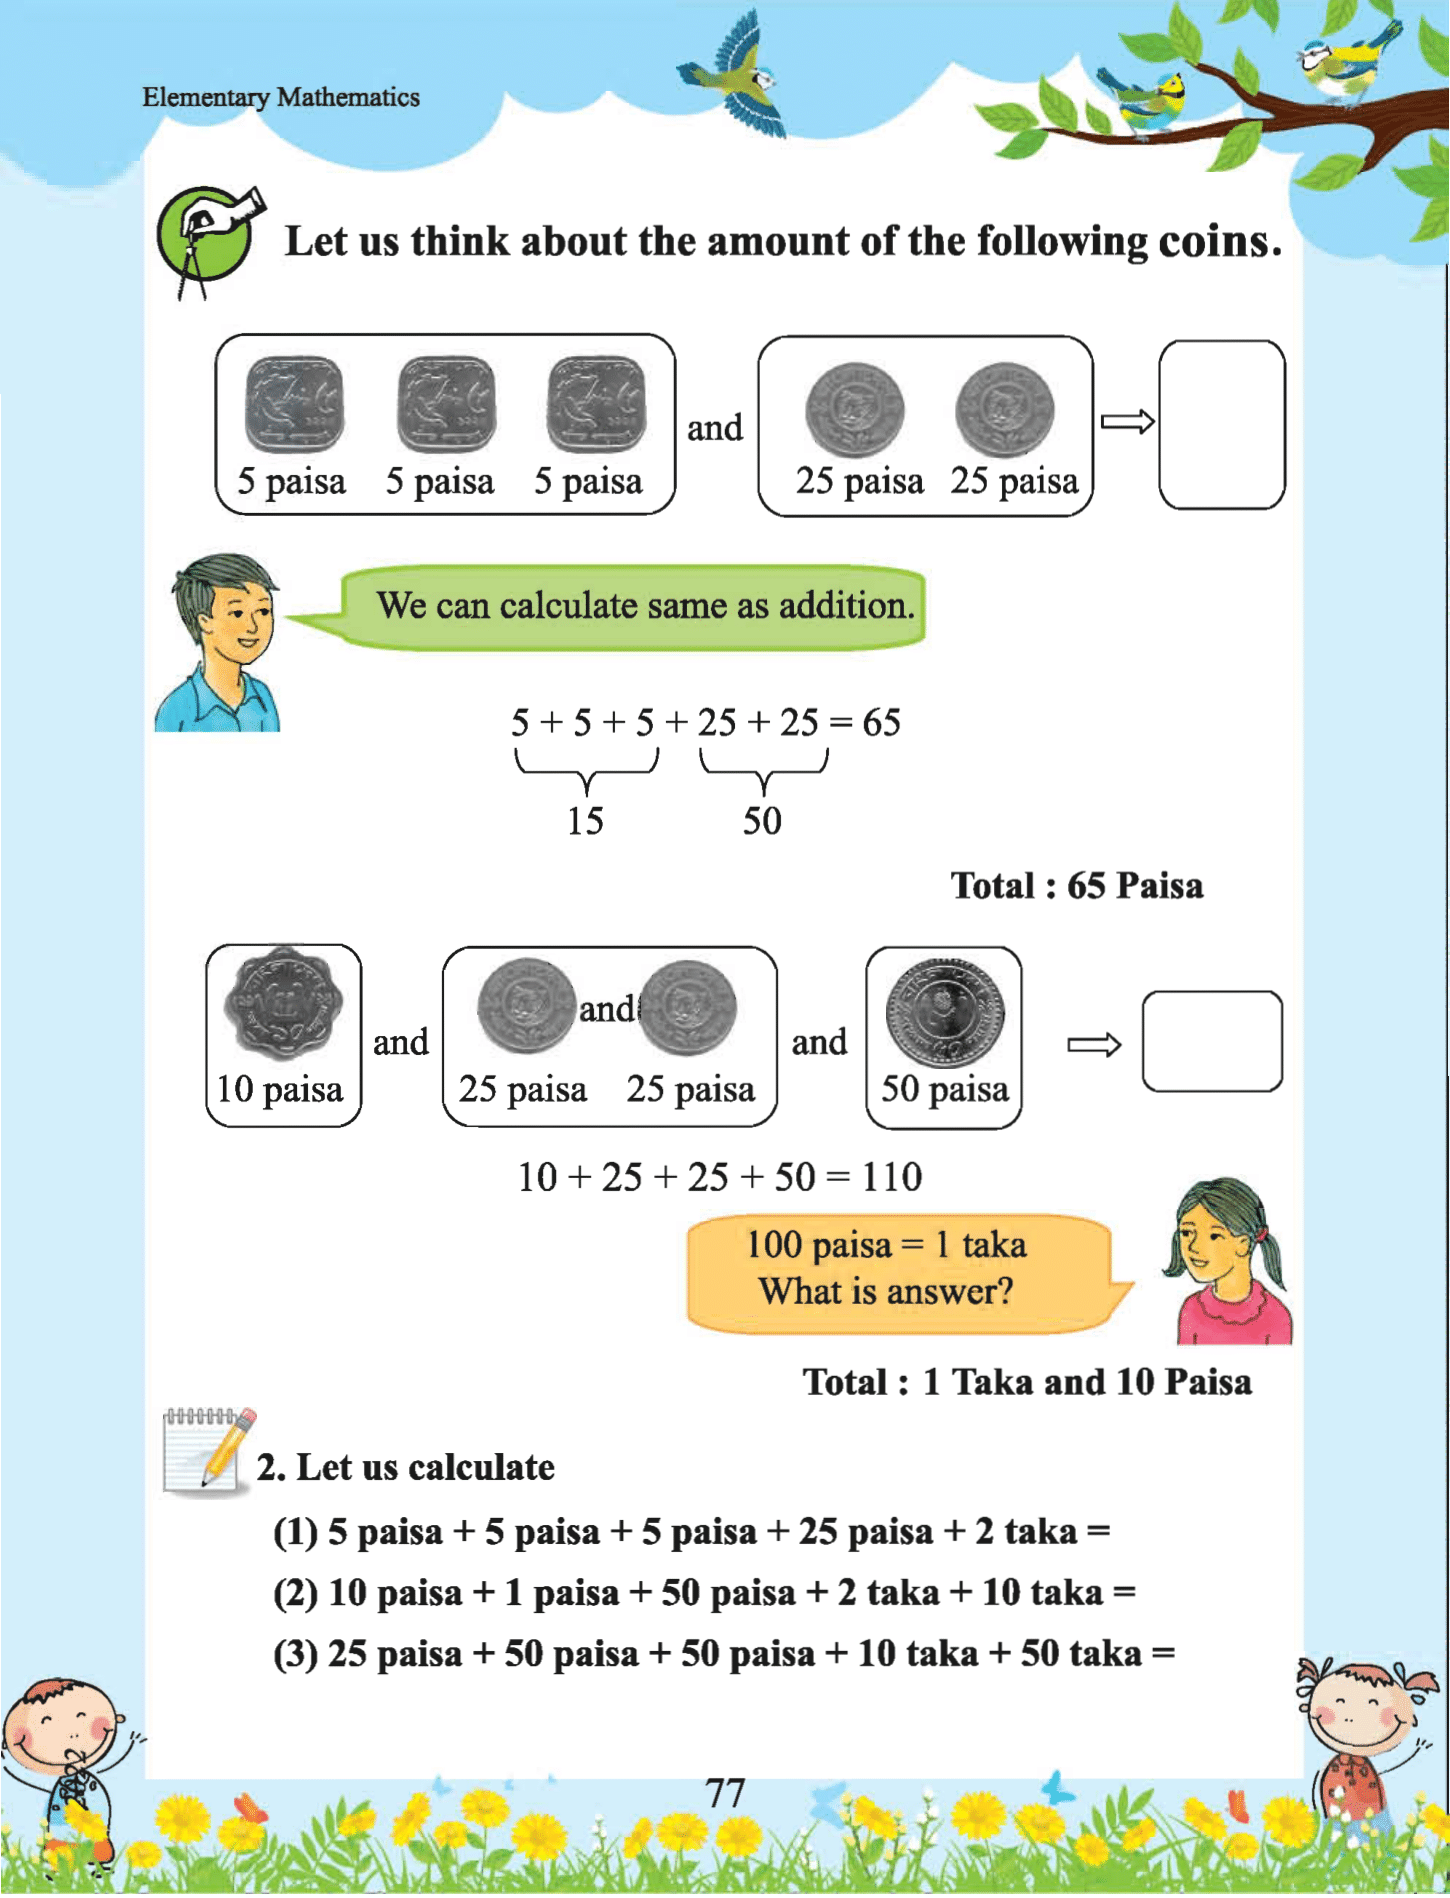 Elementary Mathematics
Let us think about the amount of the following coins.
5 paisa 5 paisa 5 paisa and 25 paisa 25 paisa
We can calculate same as addition.
5 + 5 + 5 + 25 + 25 = 65
15 50
Total : 65 Paisa
and
10 paisa and 25 paisa 25 paisa and 50 paisa
10 + 25 + 25 + 50 = 110
100 paisa = 1 taka
What is answer?
Total : 1 Taka and 10 Paisa
2. Let us calculate
(1) 5 paisa + 5 paisa + 5 paisa + 25 paisa + 2 taka =
(2) 10 paisa + 1 paisa + 50 paisa + 2 taka + 10 taka =
(3) 25 paisa + 50 paisa + 50 paisa + 10 taka + 50 taka =
77